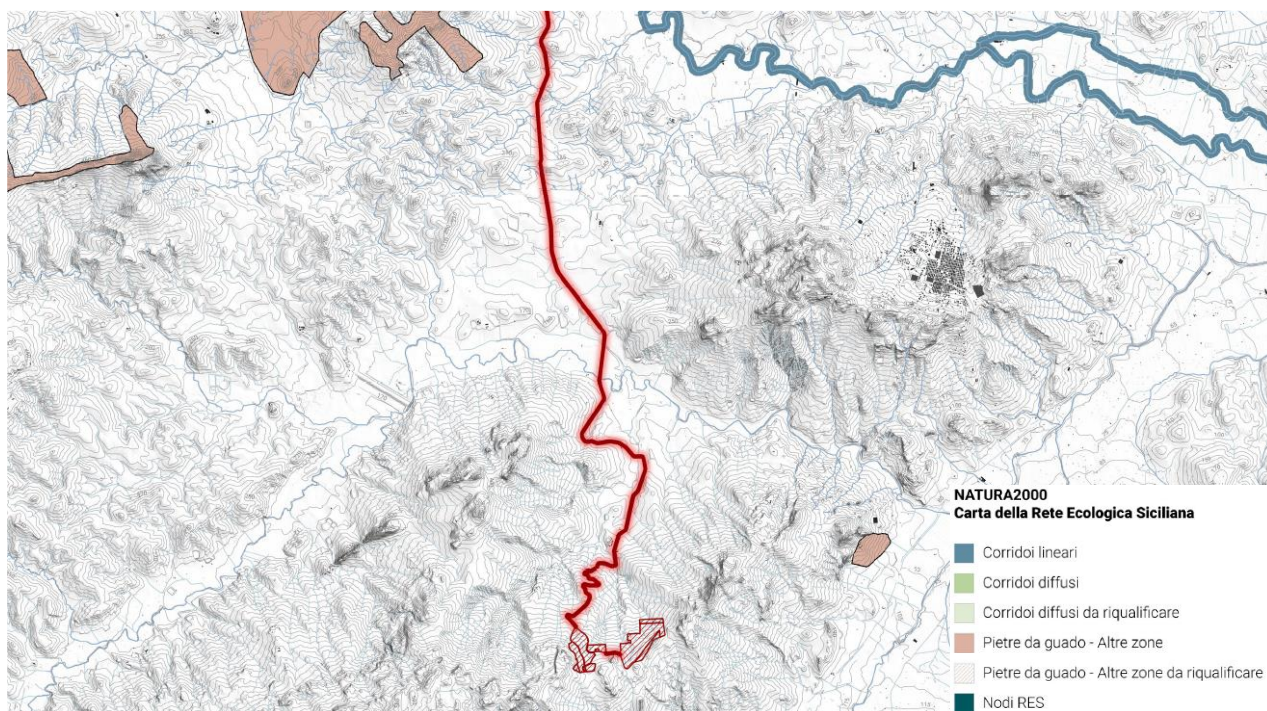 NATURA2000
Carta della Rete Ecologica Siciliana
Corridoi lineari
Corridoi diffusi
Corridoi diffusi da riqualificare
Pietre da guado - Altre zone
Pietre da guado - Altre zone da riqualificare
Nodi RES